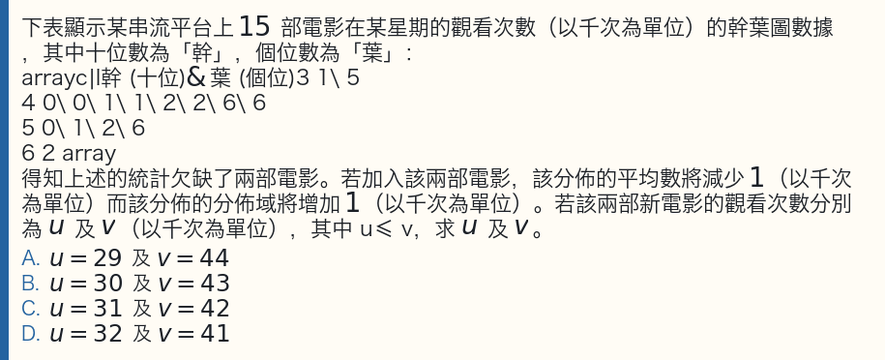 下表顯示某串流平台上 15 部電影在某星期的觀看次數（以千次為單位）的幹葉圖數據
，其中十位數為「幹」，個位數為「葉」：
arrayc|l幹 (十位)& 葉 (個位)3 1\ 5
4 0\ 0\ 1\ 1\ 2\ 2\ 6\ 6
5 0\ 1\ 2\ 6
6 2 array
得知上述的統計欠缺了兩部電影。若加入該兩部電影，該分佈的平均數將減少 1（以千次
為單位）而該分佈的分佈域將增加 1（以千次為單位）。若該兩部新電影的觀看次數分別
為 u 及 v（以千次為單位），其中 u⩽ v，求 u 及 v。
A. u = 29 及 v = 44
B. u = 30 及 v = 43
C. u = 31 及 v = 42
D. u = 32 及 v = 41